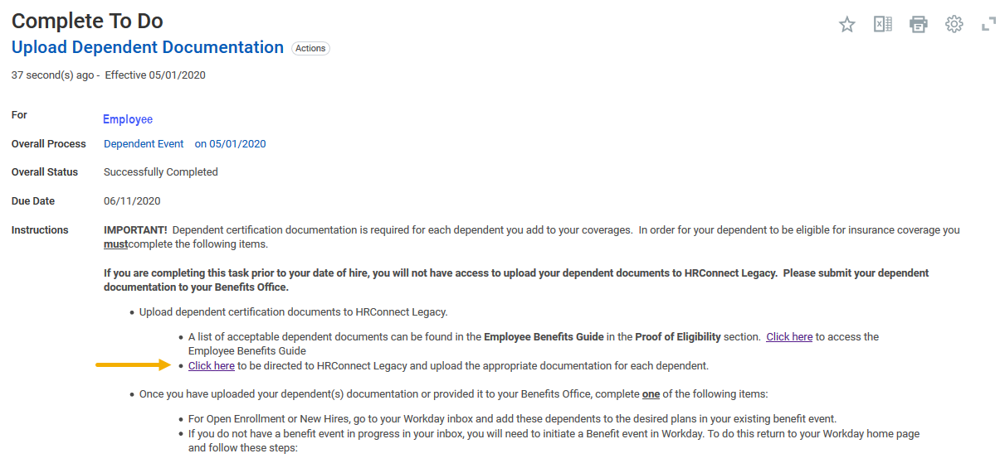 Complete To Do
Upload Dependent Documentation Actions
37 second(s) ago - Effective 05/01/2020
For Employee
Overall Process Dependent Event on 05/01/2020
Overall Status Successfully Completed
Due Date 06/11/2020
Instructions IMPORTANT! Dependent certification documentation is required for each dependent you add to your coverages. In order for your dependent to be eligible for insurance coverage you
mustcomplete the following items.
If you are completing this task prior to your date of hire, you will not have access to upload your dependent documents to HRConnect Legacy. Please submit your dependent
documentation to your Benefits Office.
• Upload dependent certification documents to HRConnect Legacy.
• A list of acceptable dependent documents can be found in the Employee Benefits Guide in the Proof of Eligibility section. Click here to access the
Employee Benefits Guide
• Click here to be directed to HRConnect Legacy and upload the appropriate documentation for each dependent.
• Once you have uploaded your dependent(s) documentation or provided it to your Benefits Office, complete one of the following items:
• For Open Enrollment or New Hires, go to your Workday inbox and add these dependents to the desired plans in your existing benefit event.
• If you do not have a benefit event in progress in your inbox, you will need to initiate a Benefit event in Workday. To do this return to your Workday home page
and follow these steps: